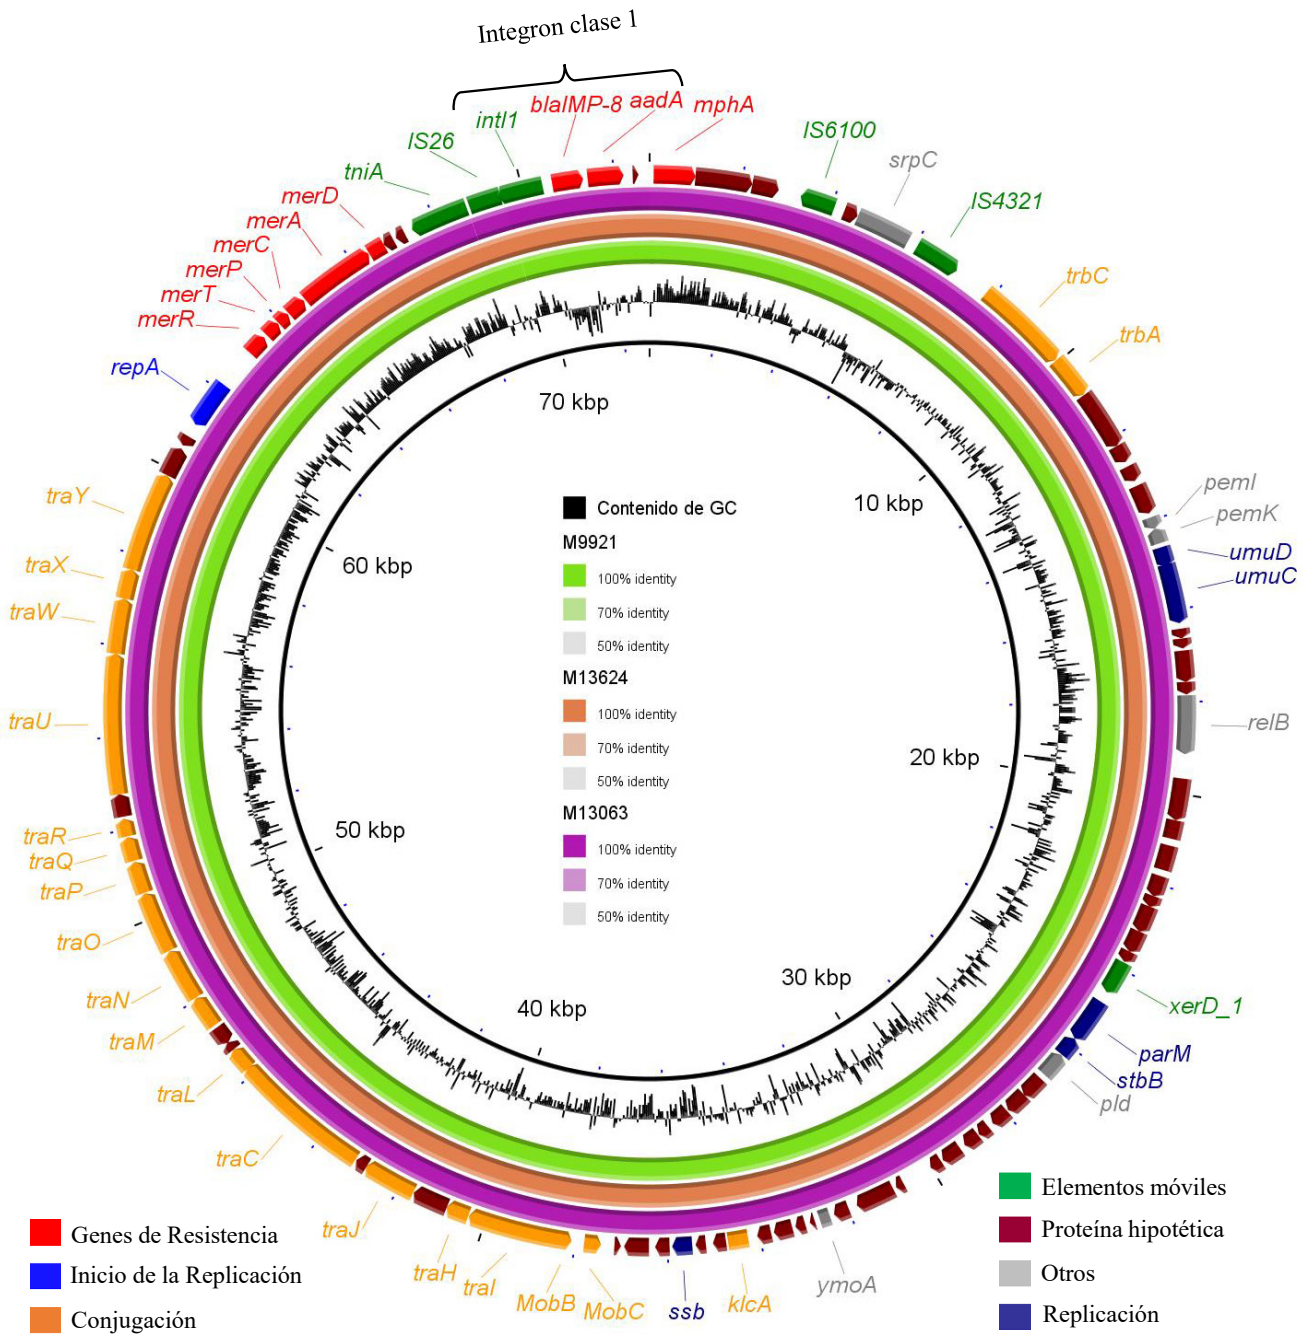 Integron clase 1
blaIMP-8
aadA
mphA
intI1
IS26
tniA
merD
merA
merC
merP
merT
merR
repA
IS6100
srpC
IS4321
trbC
trbA
pemI
pemK
umuD
umuC
relB
xerD_1
parM
stbB
pld
ymoA
klcA
ssb
MobC
MobB
traI
traH
traJ
traC
traL
traM
traN
traO
traP
traQ
traR
traU
traW
traX
traY
70 kbp
10 kbp
60 kbp
20 kbp
50 kbp
30 kbp
40 kbp
Contenido de GC
M9921
100% identity
70% identity
50% identity
M13624
100% identity
70% identity
50% identity
M13063
100% identity
70% identity
50% identity
Genes de Resistencia
Inicio de la Replicación
Conjugación
Elementos móviles
Proteína hipotética
Otros
Replicación